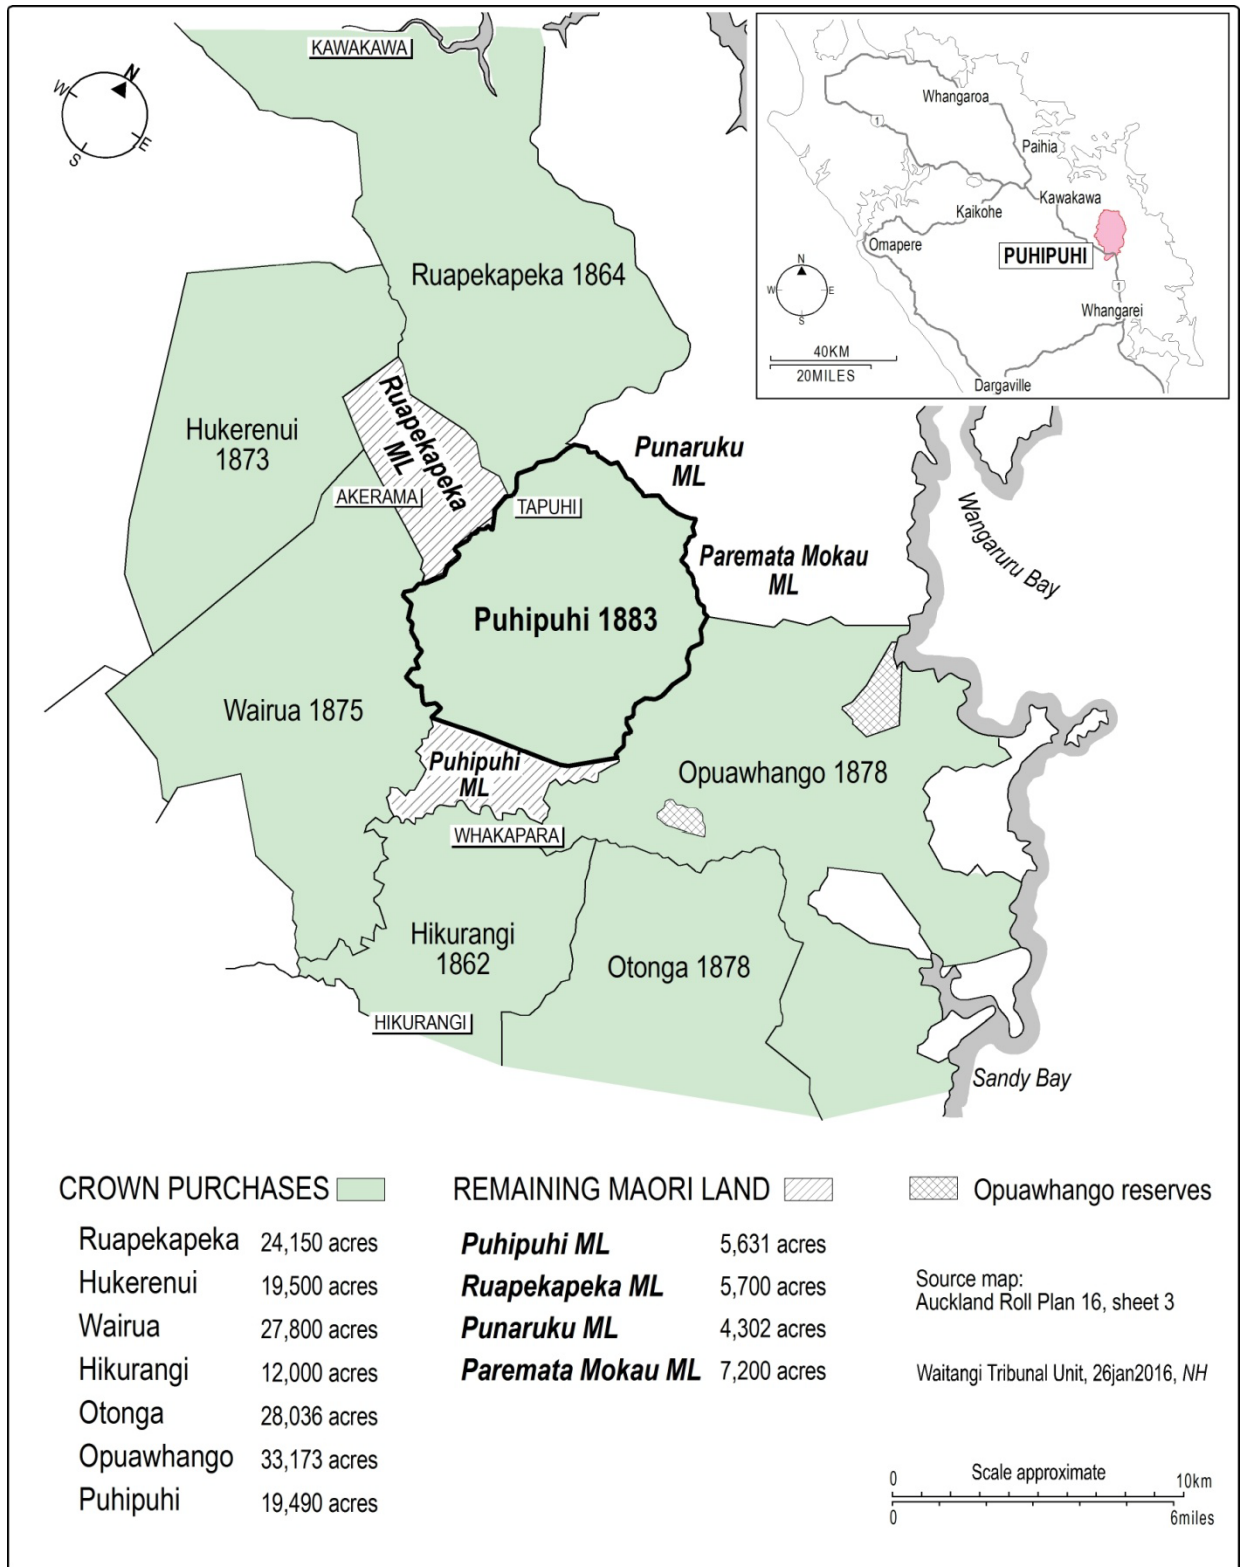 KAWAKAWA
N
W
E
S
Whangaroa
1
Paihia
Kawakawa
Kaikohe
Omapere
PUHIPUHI
N
W
E
S
1
Whangarei
40KM
20MILES
Dargaville
Ruapekapeka 1864
Hukerenui
1873
Ruapekapeka
ML
AKERAMA
TAPUHI
Punaruku
ML
Paremata Mokau
ML
Wangaruru Bay
Puhipuhi 1883
Wairua 1875
Puhipuhi
ML
Opuawhango 1878
WHAKAPARA
Hikurangi
1862
Otonga 1878
HIKURANGI
Sandy Bay
CROWN PURCHASES
Ruapekapeka 24,150 acres
Hukerenui 19,500 acres
Wairua 27,800 acres
Hikurangi 12,000 acres
Otonga 28,036 acres
Opuawhango 33,173 acres
Puhipuhi 19,490 acres
REMAINING MAORI LAND
Puhipuhi ML 5,631 acres
Ruapekapeka ML 5,700 acres
Punaruku ML 4,302 acres
Paremata Mokau ML 7,200 acres
Opuawhango reserves
Source map:
Auckland Roll Plan 16, sheet 3
Waitangi Tribunal Unit, 26jan2016, NH
0 Scale approximate 10km
0 6miles